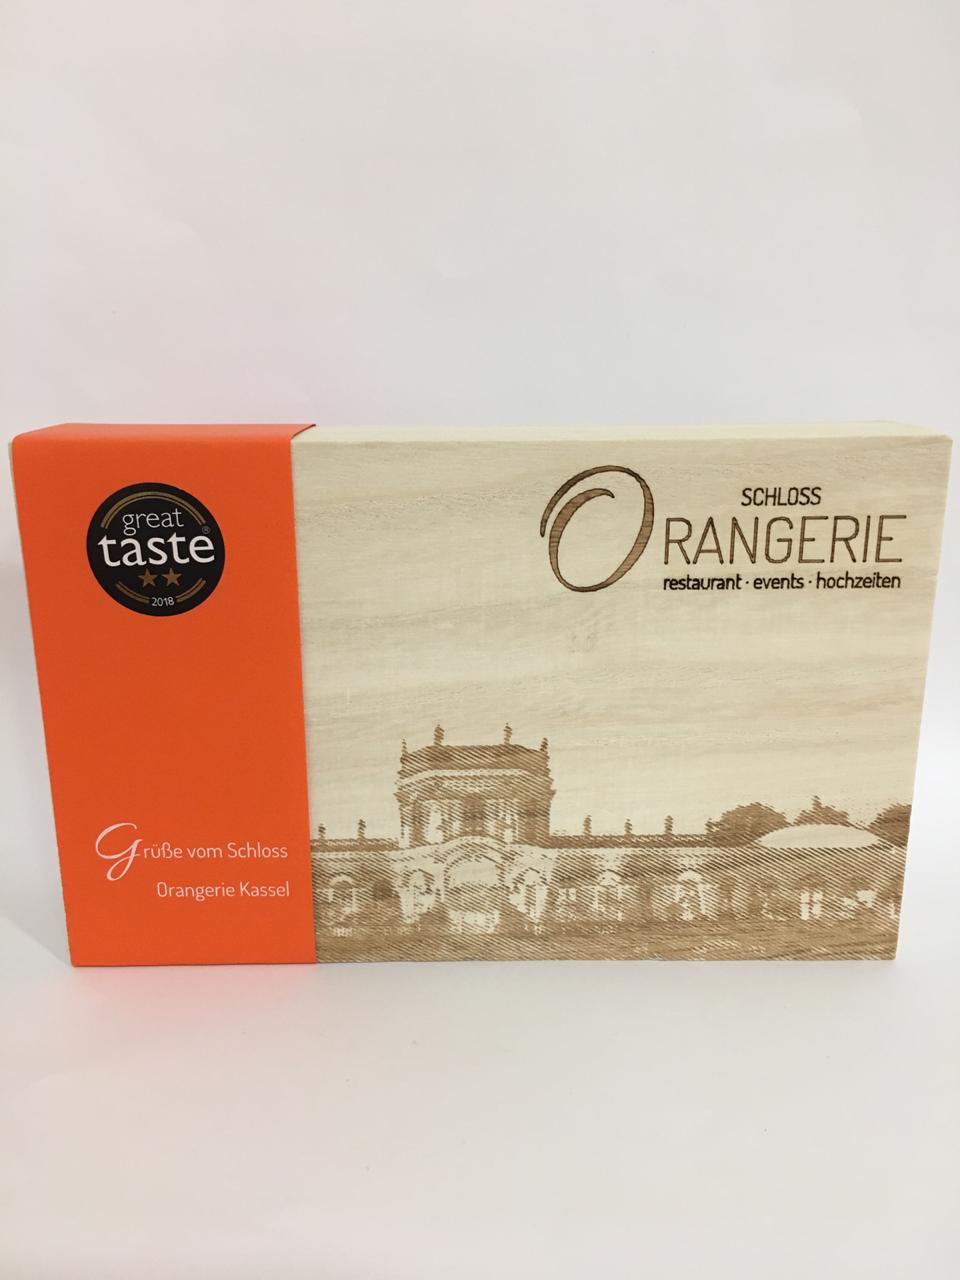 great
taste®
2018
Grüße vom Schloss
Orangerie Kassel
SCHLOSS
ORANGERIE
restaurant · events · hochzeiten